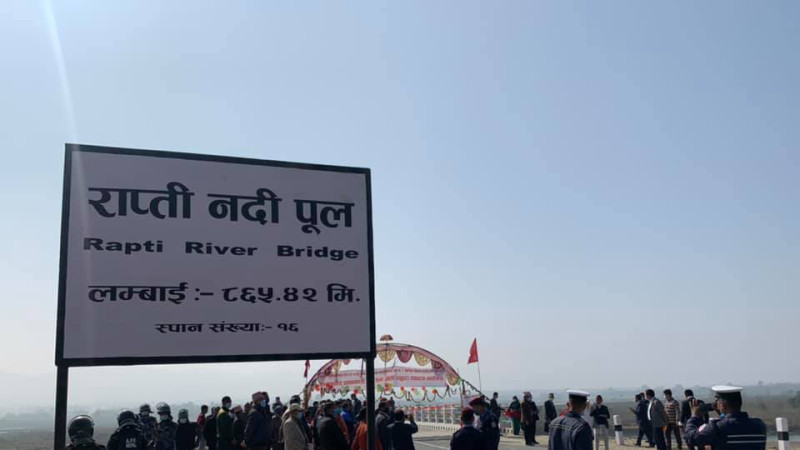 राप्ती नदी पूल
Rapti River Bridge
लम्बाई :- ८६५.४२ मि.
स्पान संख्याः- १६